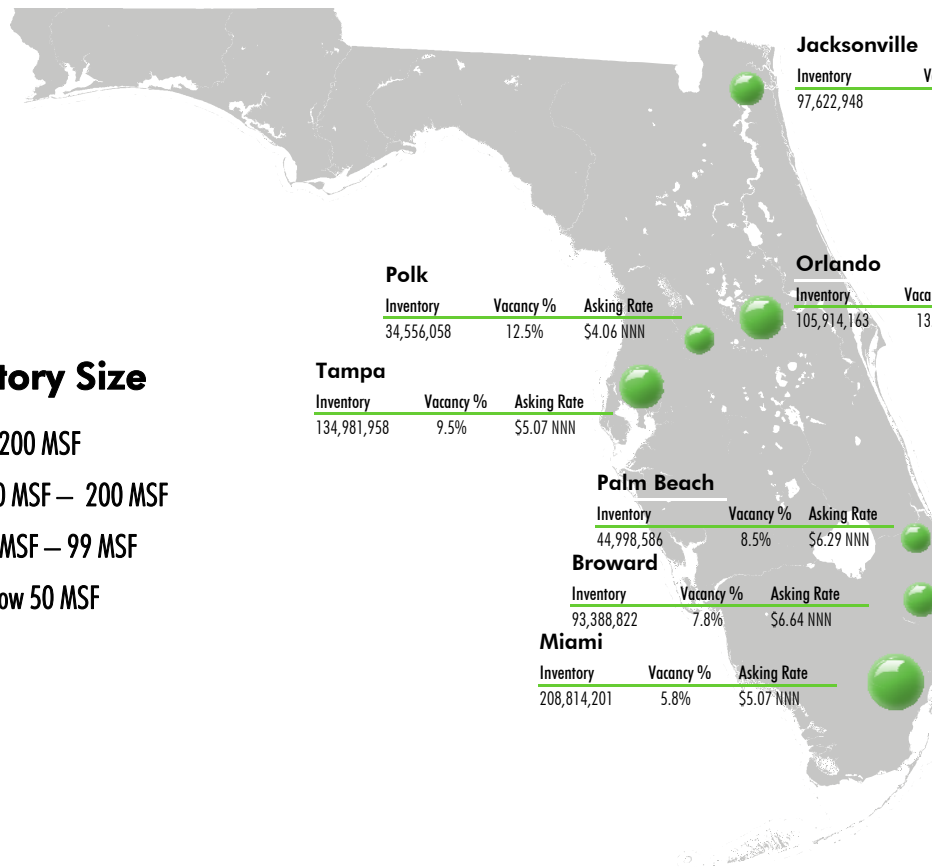 Jacksonville
Inventory
97,622,948
Orlando
Inventory
105,914,163 13
Polk
Inventory Vacancy % Asking Rate
34,556,058 12.5% $4.06 NNN
Tampa
Inventory Vacancy % Asking Rate
134,981,958 9.5% $5.07 NNN
tory Size
200 MSF
0 MSF – 200 MSF
MSF – 99 MSF
ow 50 MSF
Palm Beach
Inventory Vacancy % Asking Rate
44,998,586 8.5% $6.29 NNN
Broward
Inventory Vacancy % Asking Rate
93,388,822 7.8% $6.64 NNN
Miami
Inventory Vacancy % Asking Rate
208,814,201 5.8% $5.07 NNN